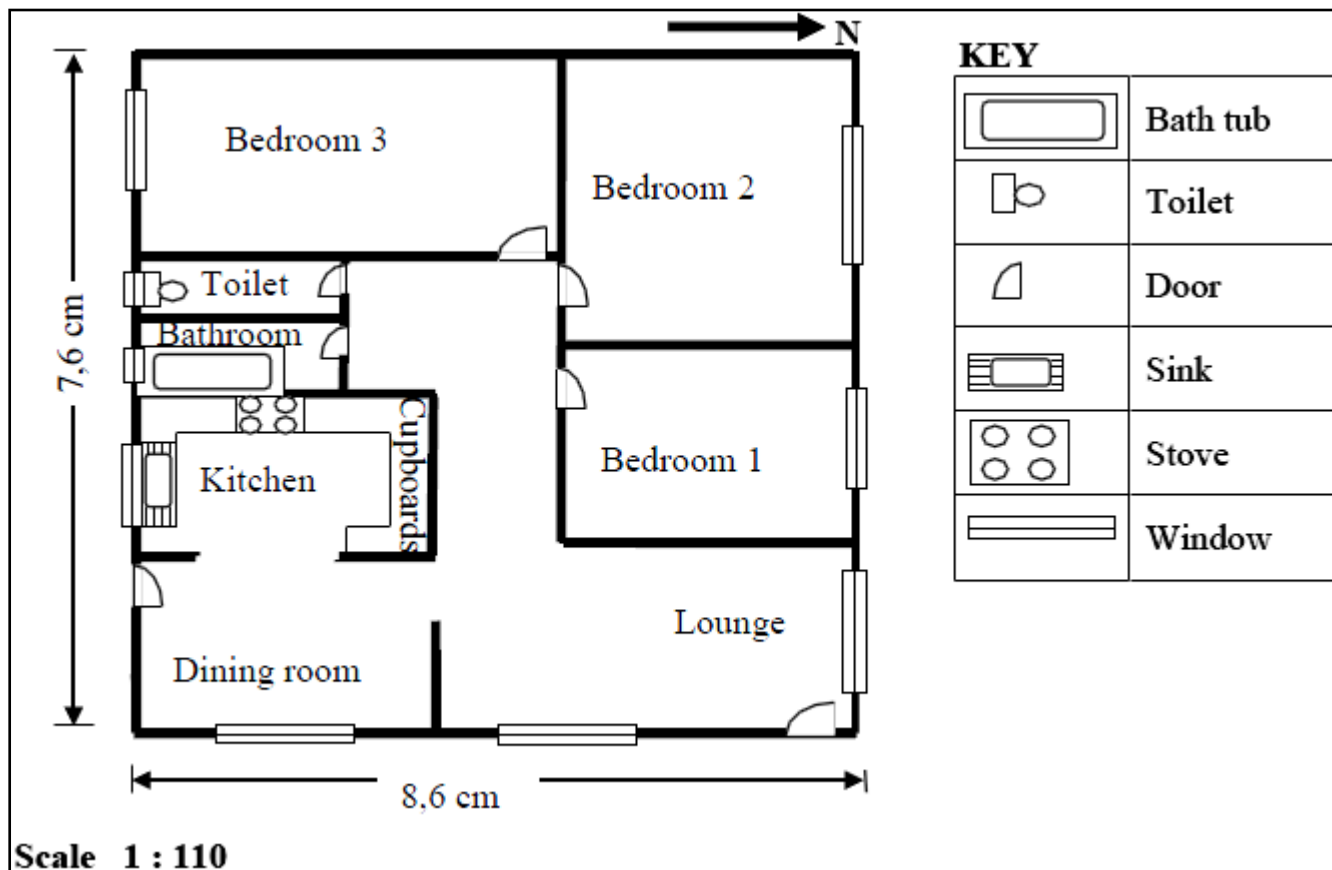 N
KEY
Bedroom 3
Bedroom 2
Toilet
Bathroom
Cupboards
Kitchen
Bedroom 1
Lounge
Dining room
7,6 cm
8,6 cm
Bath tub
Toilet
Door
Sink
Stove
Window
Scale 1 : 110